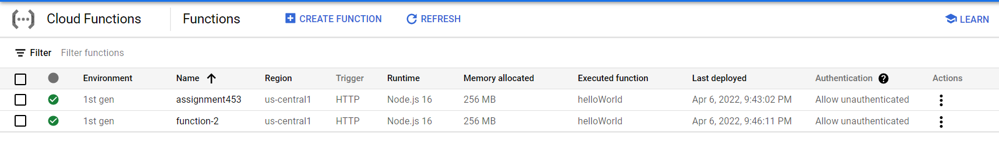 Cloud Functions Functions CREATE FUNCTION REFRESH LEARN
Filter Filter functions
Environment Name Region Trigger Runtime Memory allocated Executed function Last deployed Authentication Actions
1st gen assignment453 us-central1 HTTP Node.js 16 256 MB helloWorld Apr 6, 2022, 9:43:02 PM Allow unauthenticated
1st gen function-2 us-central1 HTTP Node.js 16 256 MB helloWorld Apr 6, 2022, 9:46:11 PM Allow unauthenticated